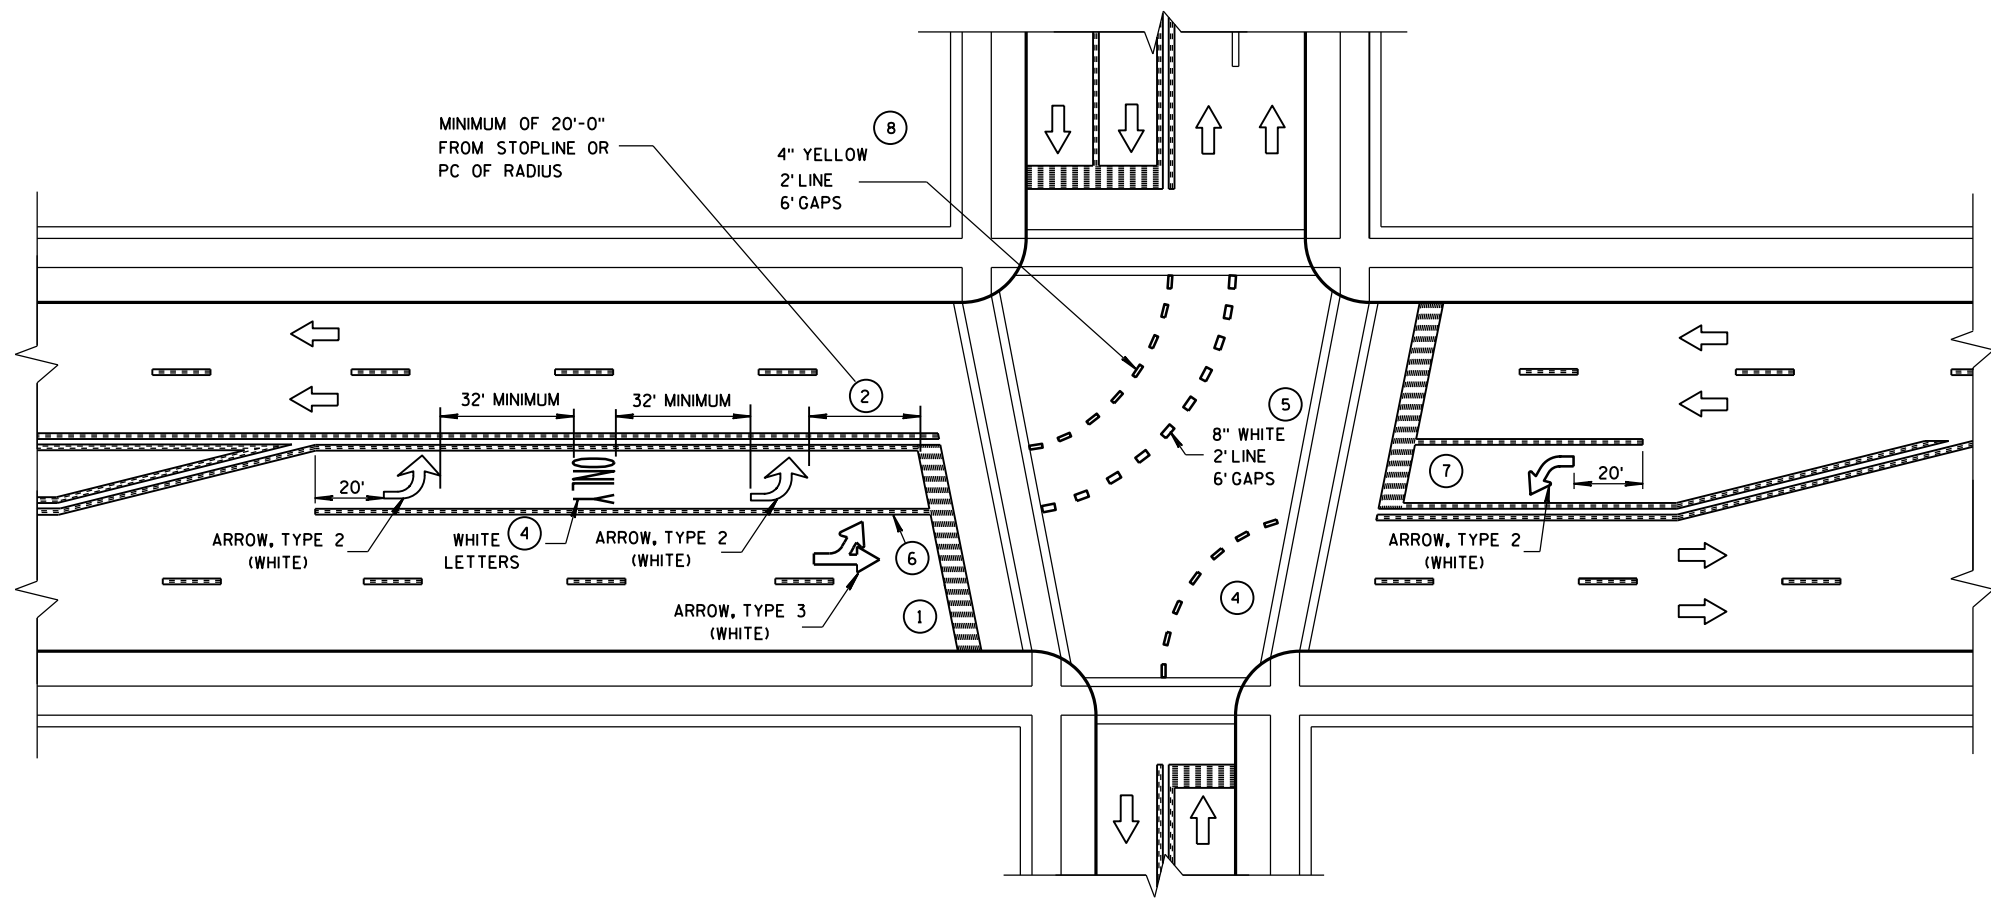 MINIMUM OF 20'-0"
FROM STOPLINE OR
PC OF RADIUS
8
4" YELLOW
2' LINE
6' GAPS
32' MINIMUM
32' MINIMUM
2
5
8" WHITE
2' LINE
6' GAPS
ONLY
20'
7
20'
ARROW, TYPE 2
(WHITE)
WHITE
LETTERS
4
ARROW, TYPE 2
(WHITE)
6
ARROW, TYPE 2
(WHITE)
ARROW, TYPE 3
(WHITE)
1
4